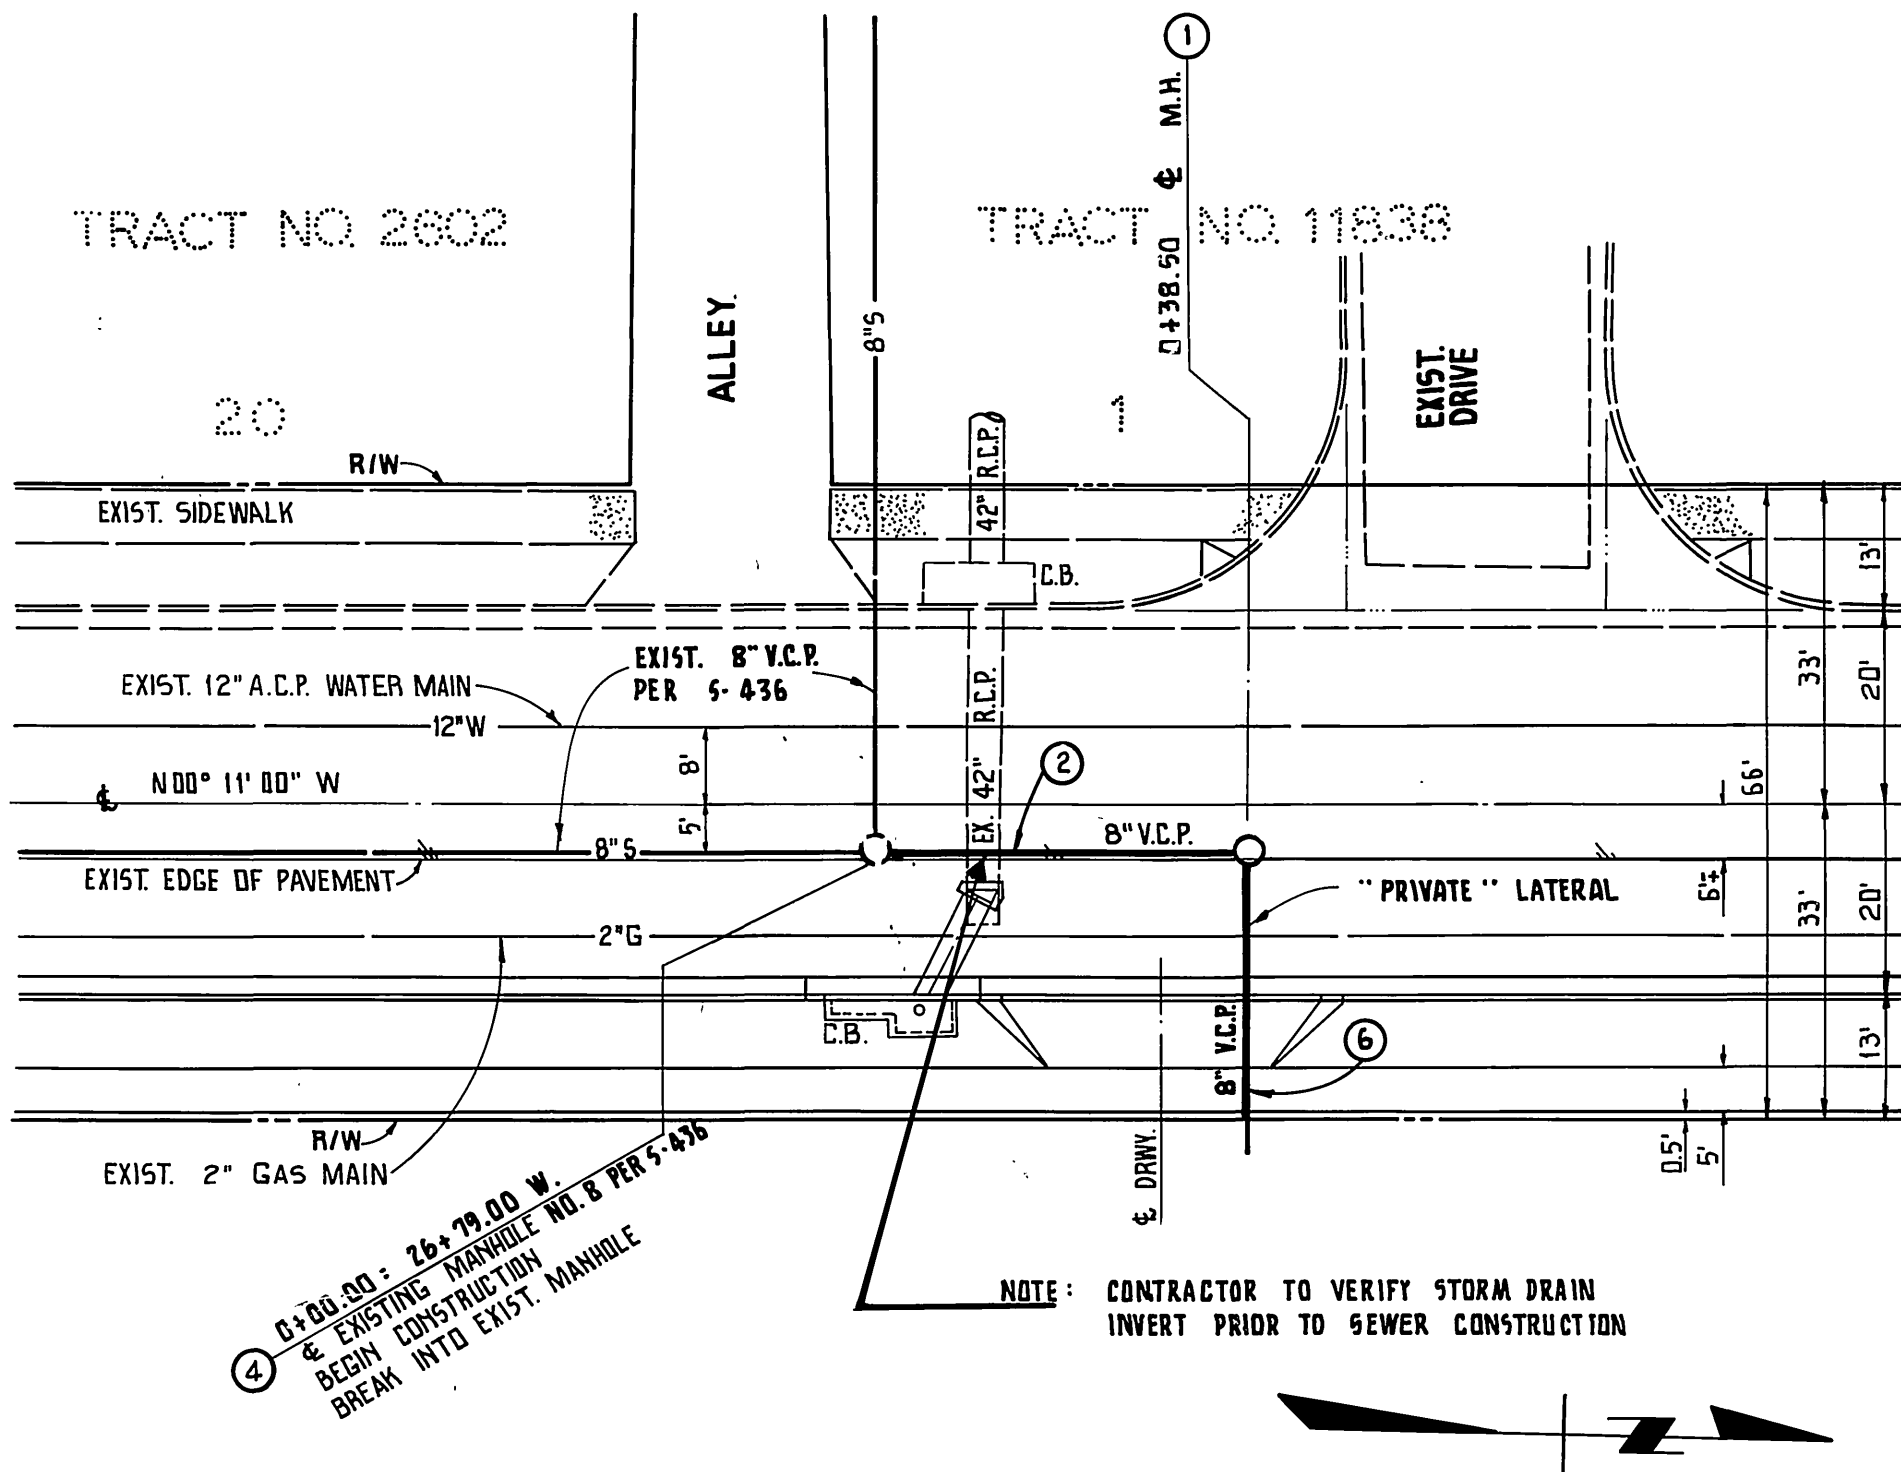 1
0+38.50 ℄ M.H.
TRACT NO. 2602
TRACT NO. 11838
ALLEY.
8"S
EXIST.
DRIVE
20
1
R/W
42" R.C.P.
EXIST. SIDEWALK
C.B.
13'
EXIST. 8" V.C.P.
PER S-436
EXIST. 12" A.C.P. WATER MAIN
12"W
EX. 42" R.C.P.
33'
20'
8'
2
66'
℄ N00° 11' 00" W
5'
8" V.C.P.
8"S
EXIST. EDGE OF PAVEMENT
"PRIVATE" LATERAL
6'±
33'
20'
2"G
C.B.
8" V.C.P.
6
13'
R/W
EXIST. 2" GAS MAIN
℄ DRWY.
0.5'
5'
0+00.00 = 26+79.00 W.
℄ EXISTING MANHOLE NO. 8 PER S-436
BEGIN CONSTRUCTION
BREAK INTO EXIST. MANHOLE
4
NOTE: CONTRACTOR TO VERIFY STORM DRAIN
INVERT PRIOR TO SEWER CONSTRUCTION
N